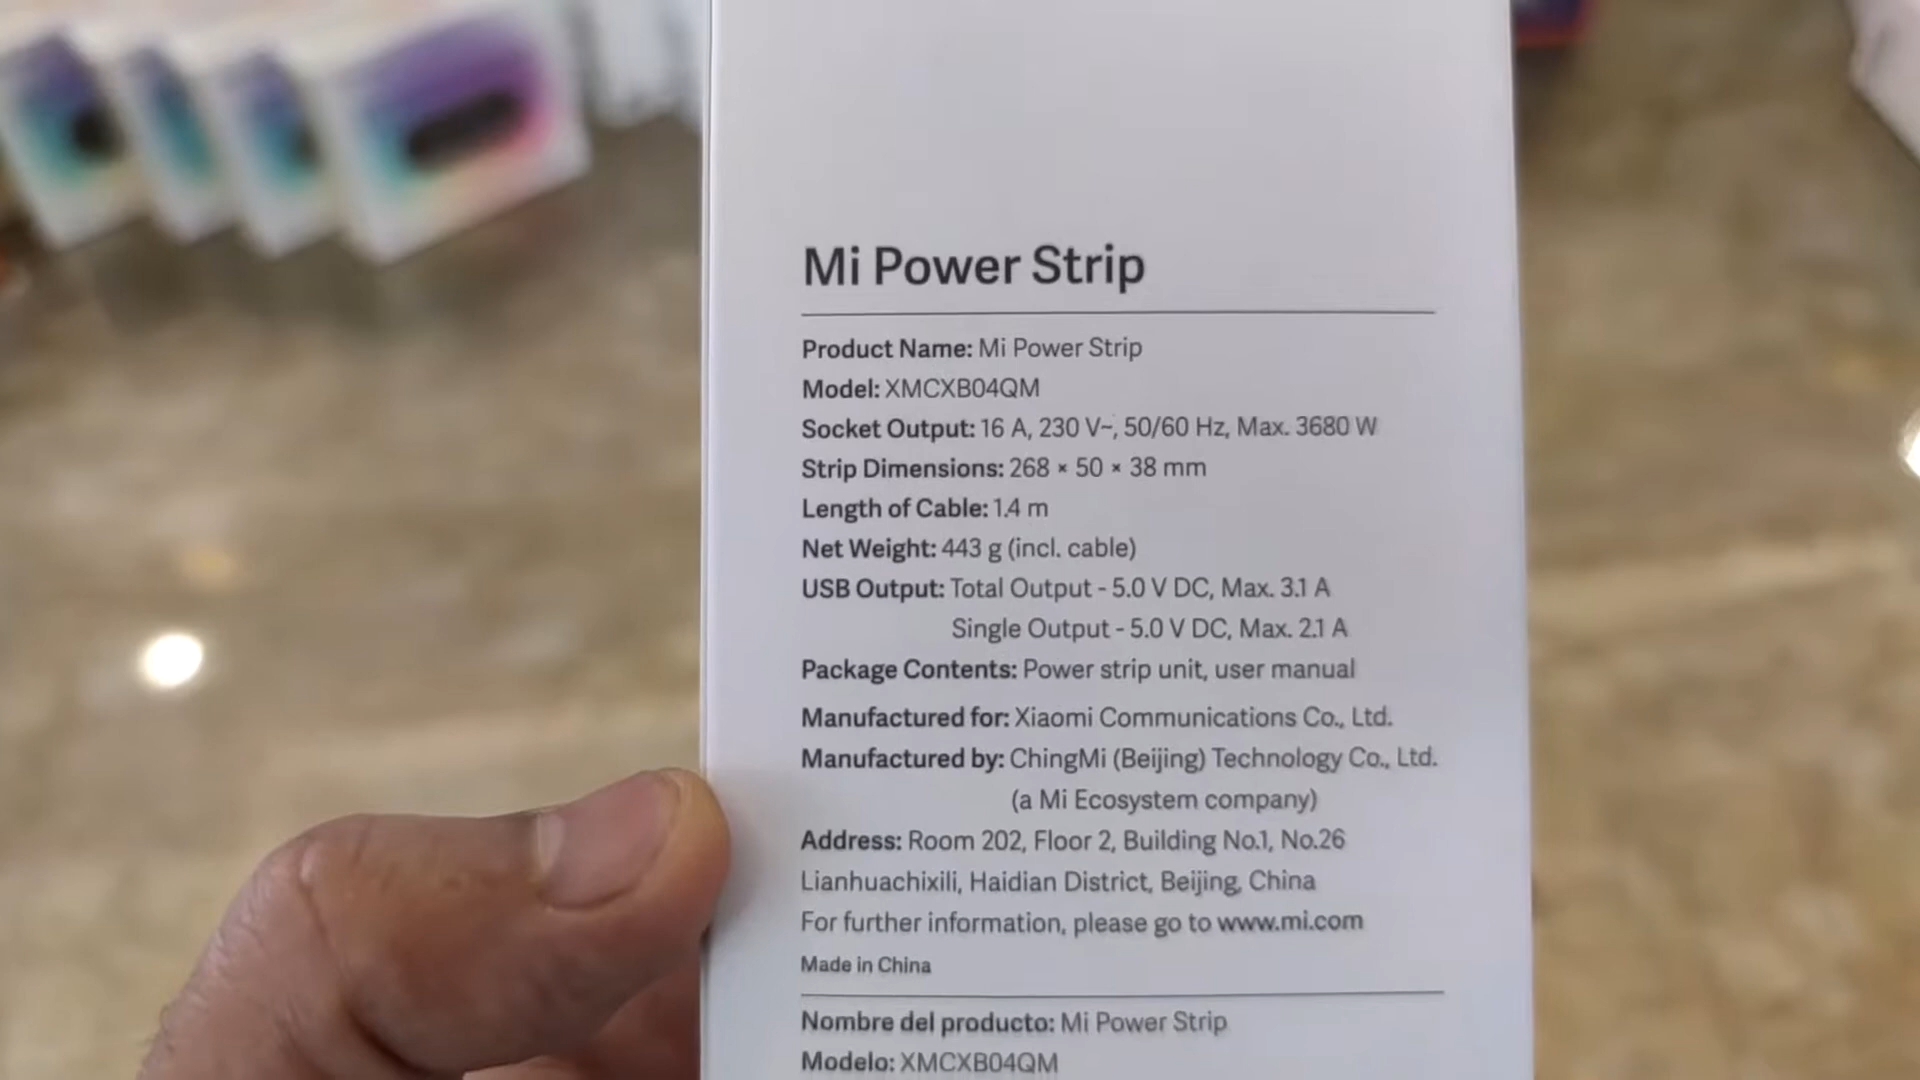 Mi Power Strip
Product Name: Mi Power Strip
Model: XMCXB04QM
Socket Output: 16 A, 230 V~, 50/60 Hz, Max. 3680 W
Strip Dimensions: 268 × 50 × 38 mm
Length of Cable: 1.4 m
Net Weight: 443 g (incl. cable)
USB Output: Total Output - 5.0 V DC, Max. 3.1 A
Single Output - 5.0 V DC, Max. 2.1 A
Package Contents: Power strip unit, user manual
Manufactured for: Xiaomi Communications Co., Ltd.
Manufactured by: ChingMi (Beijing) Technology Co., Ltd.
(a Mi Ecosystem company)
Address: Room 202, Floor 2, Building No.1, No.26
Lianhuachixili, Haidian District, Beijing, China
For further information, please go to www.mi.com
Made in China
Nombre del producto: Mi Power Strip
Modelo: XMCXB04QM